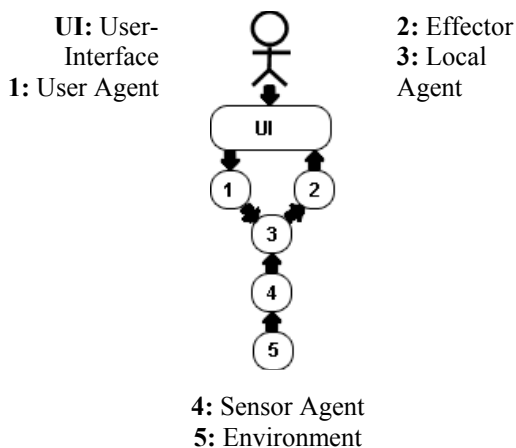 UI: User-
Interface
1: User Agent
2: Effector
3: Local
Agent
UI
1
2
3
4
5
4: Sensor Agent
5: Environment